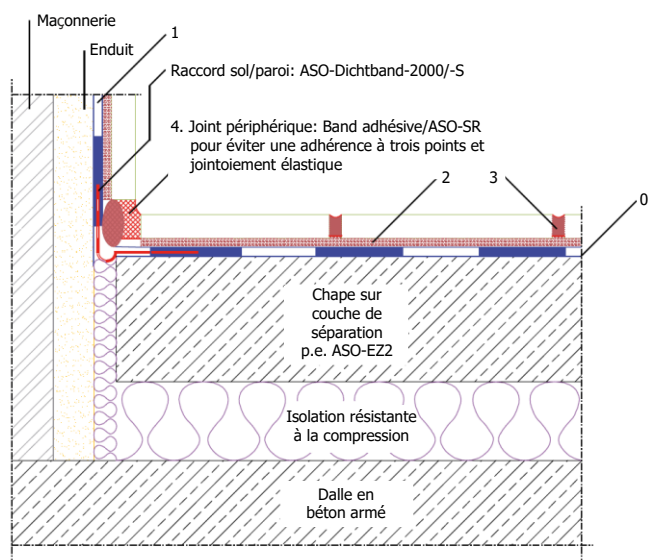 Maçonnerie
1
Enduit
Raccord sol/paroi: ASO-Dichtband-2000/-S
4. Joint périphérique: Band adhésive/ASO-SR
pour éviter une adhérence à trois points et
jointoiement élastique
2
3
0
Chape sur
couche de
séparation
p.e. ASO-EZ2
Isolation résistante
à la compression
Dalle en
béton armé